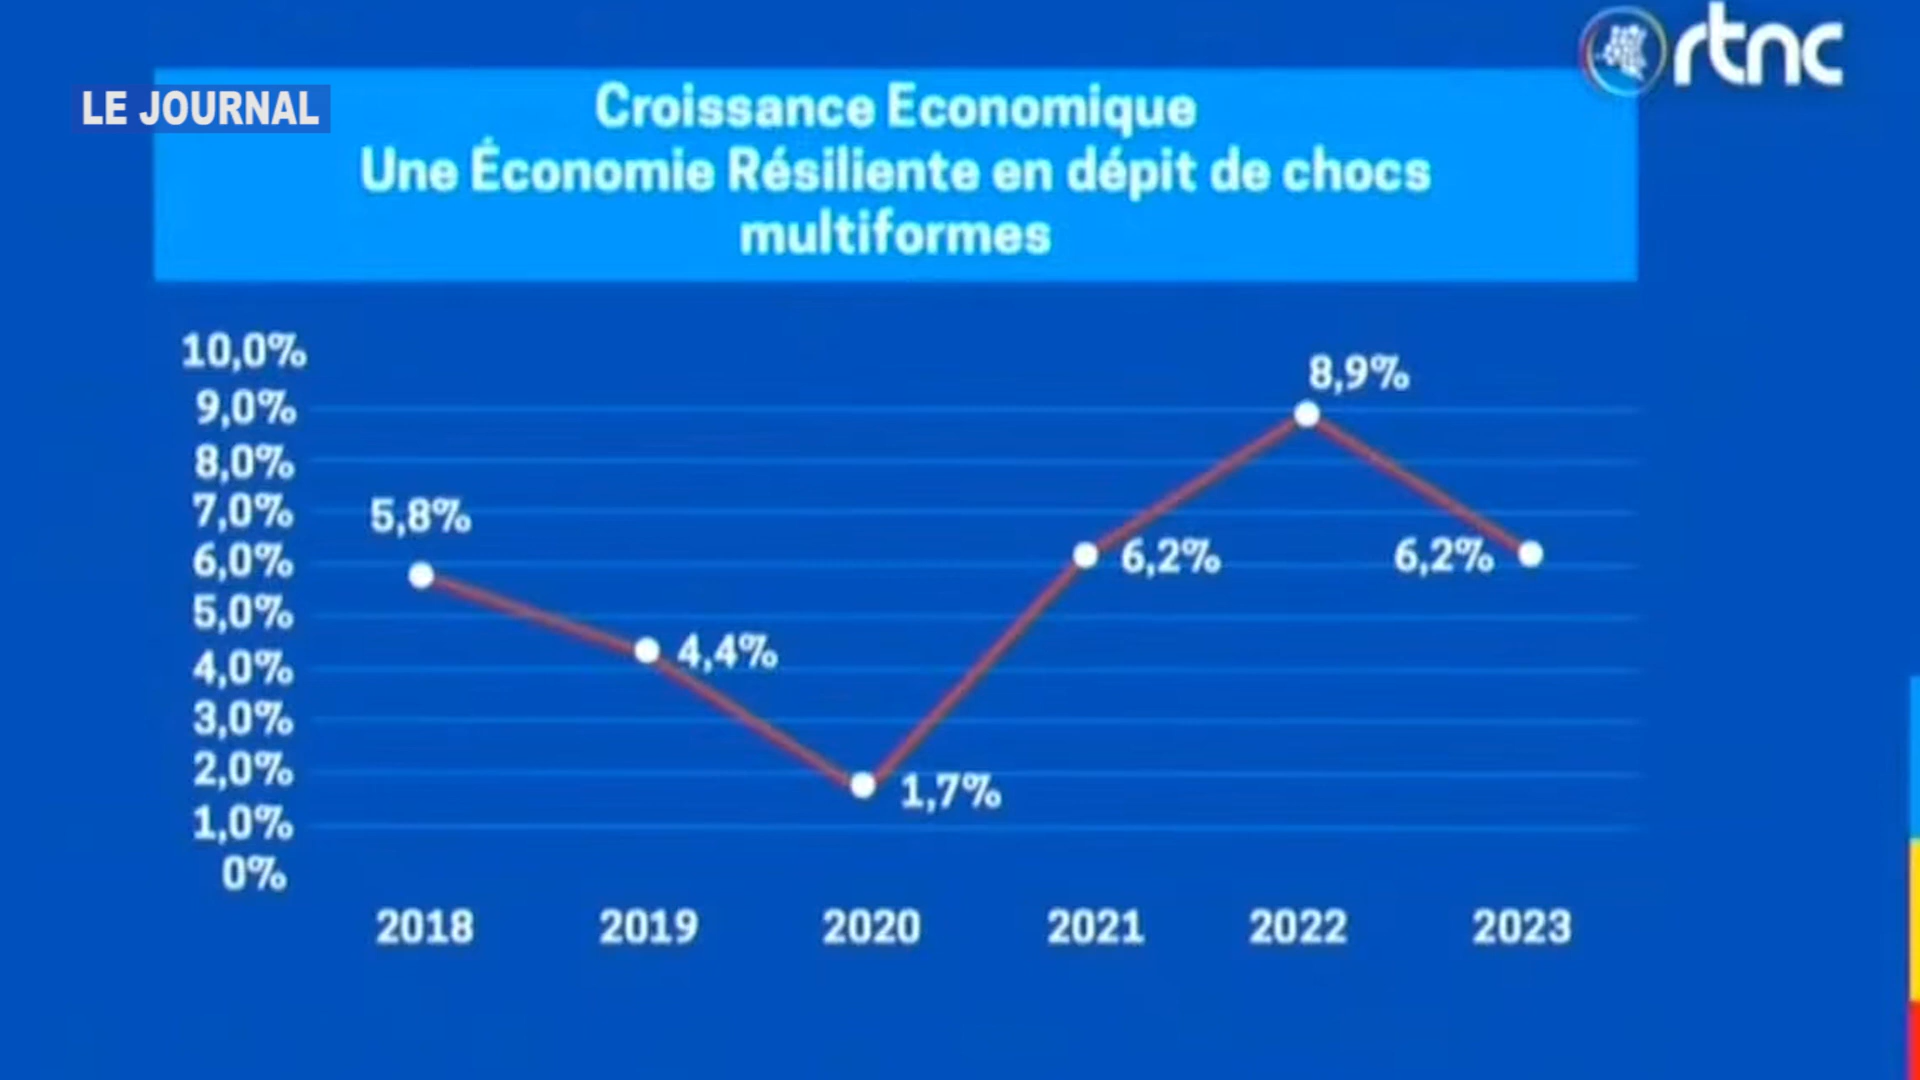 rtnc
LE JOURNAL
Croissance Economique
Une Économie Résiliente en dépit de chocs
multiformes
10,0%
9,0%
8,0%
7,0%
6,0%
5,0%
4,0%
3,0%
2,0%
1,0%
0%
5,8%
4,4%
1,7%
6,2%
8,9%
6,2%
2018 2019 2020 2021 2022 2023